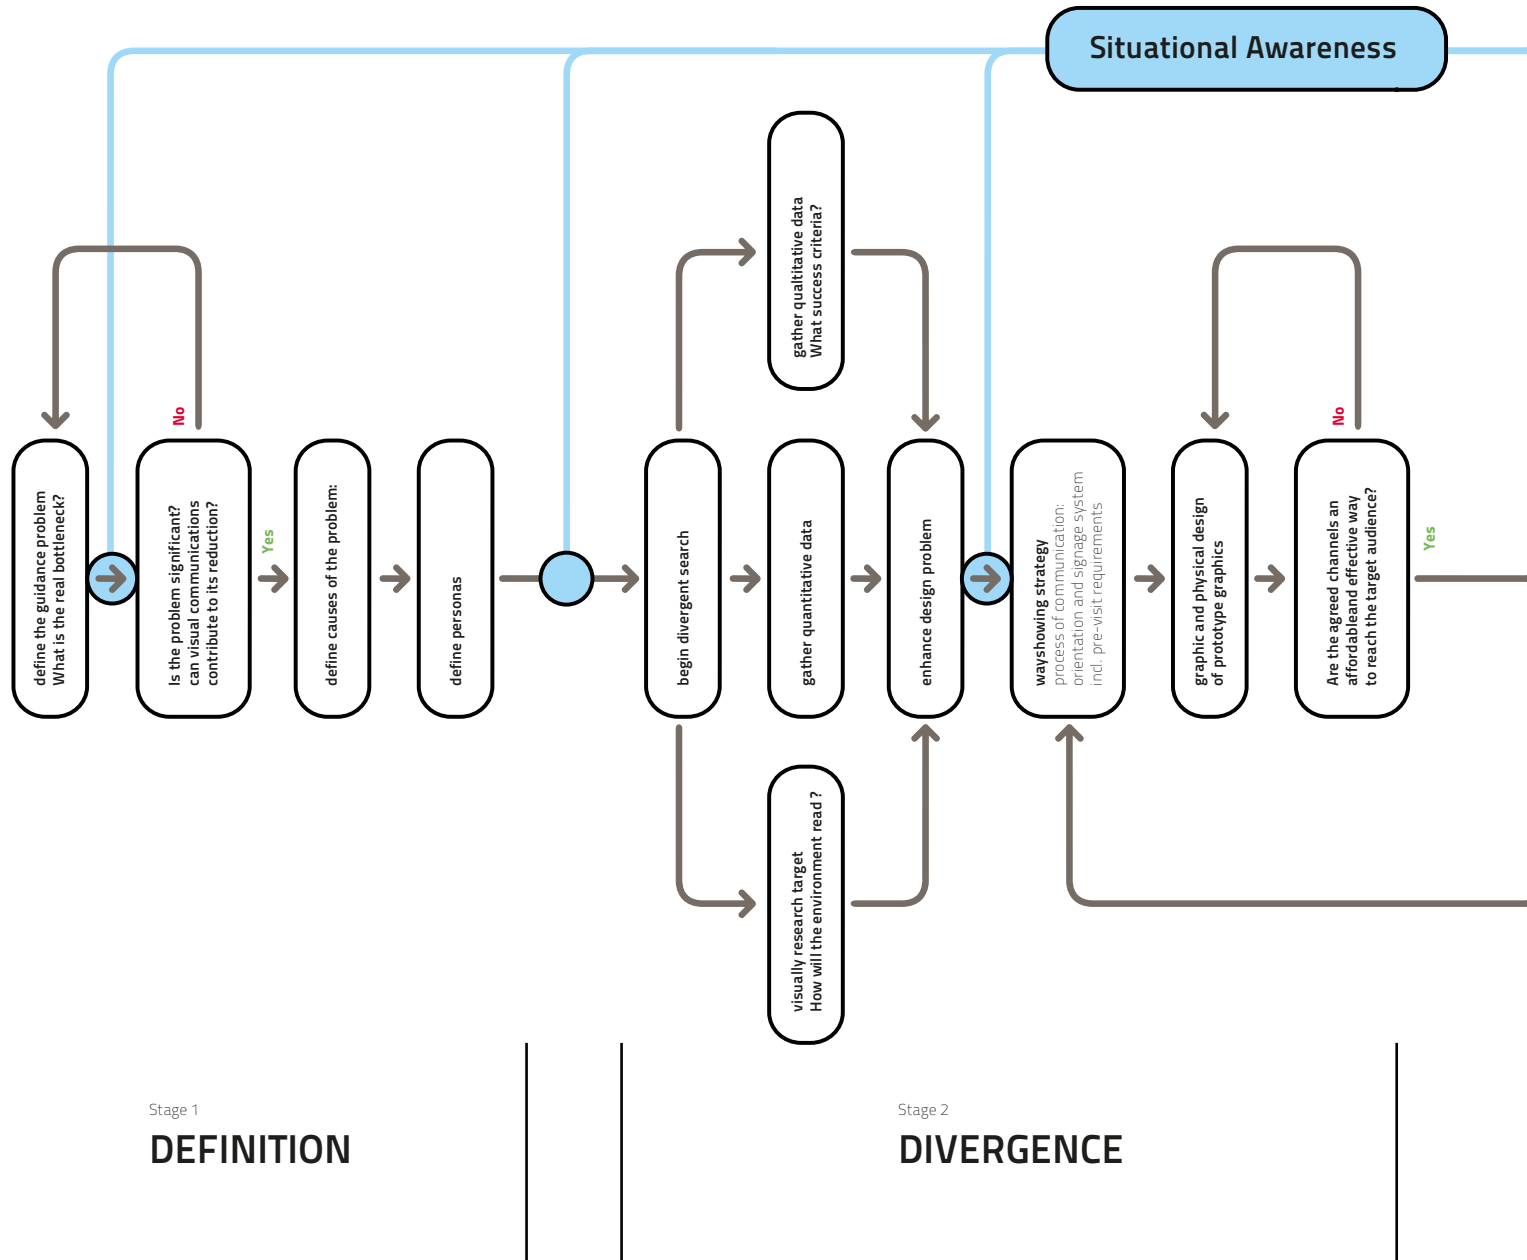 Situational Awareness
define the guidance problem
What is the real bottleneck?
No
Is the problem significant?
can visual communications
contribute to its reduction?
Yes
define causes of the problem:
define personas
begin divergent search
gather qualtitative data
What success criteria?
gather quantitative data
visually research target
How will the environment read ?
enhance design problem
wayshowing strategy
process of communication:
orientation and signage system
incl. pre-visit requirements
graphic and physical design
of prototype graphics
No
Are the agreed channels an
affordableand effective way
to reach the target audience?
Yes
Stage 1
DEFINITION
Stage 2
DIVERGENCE